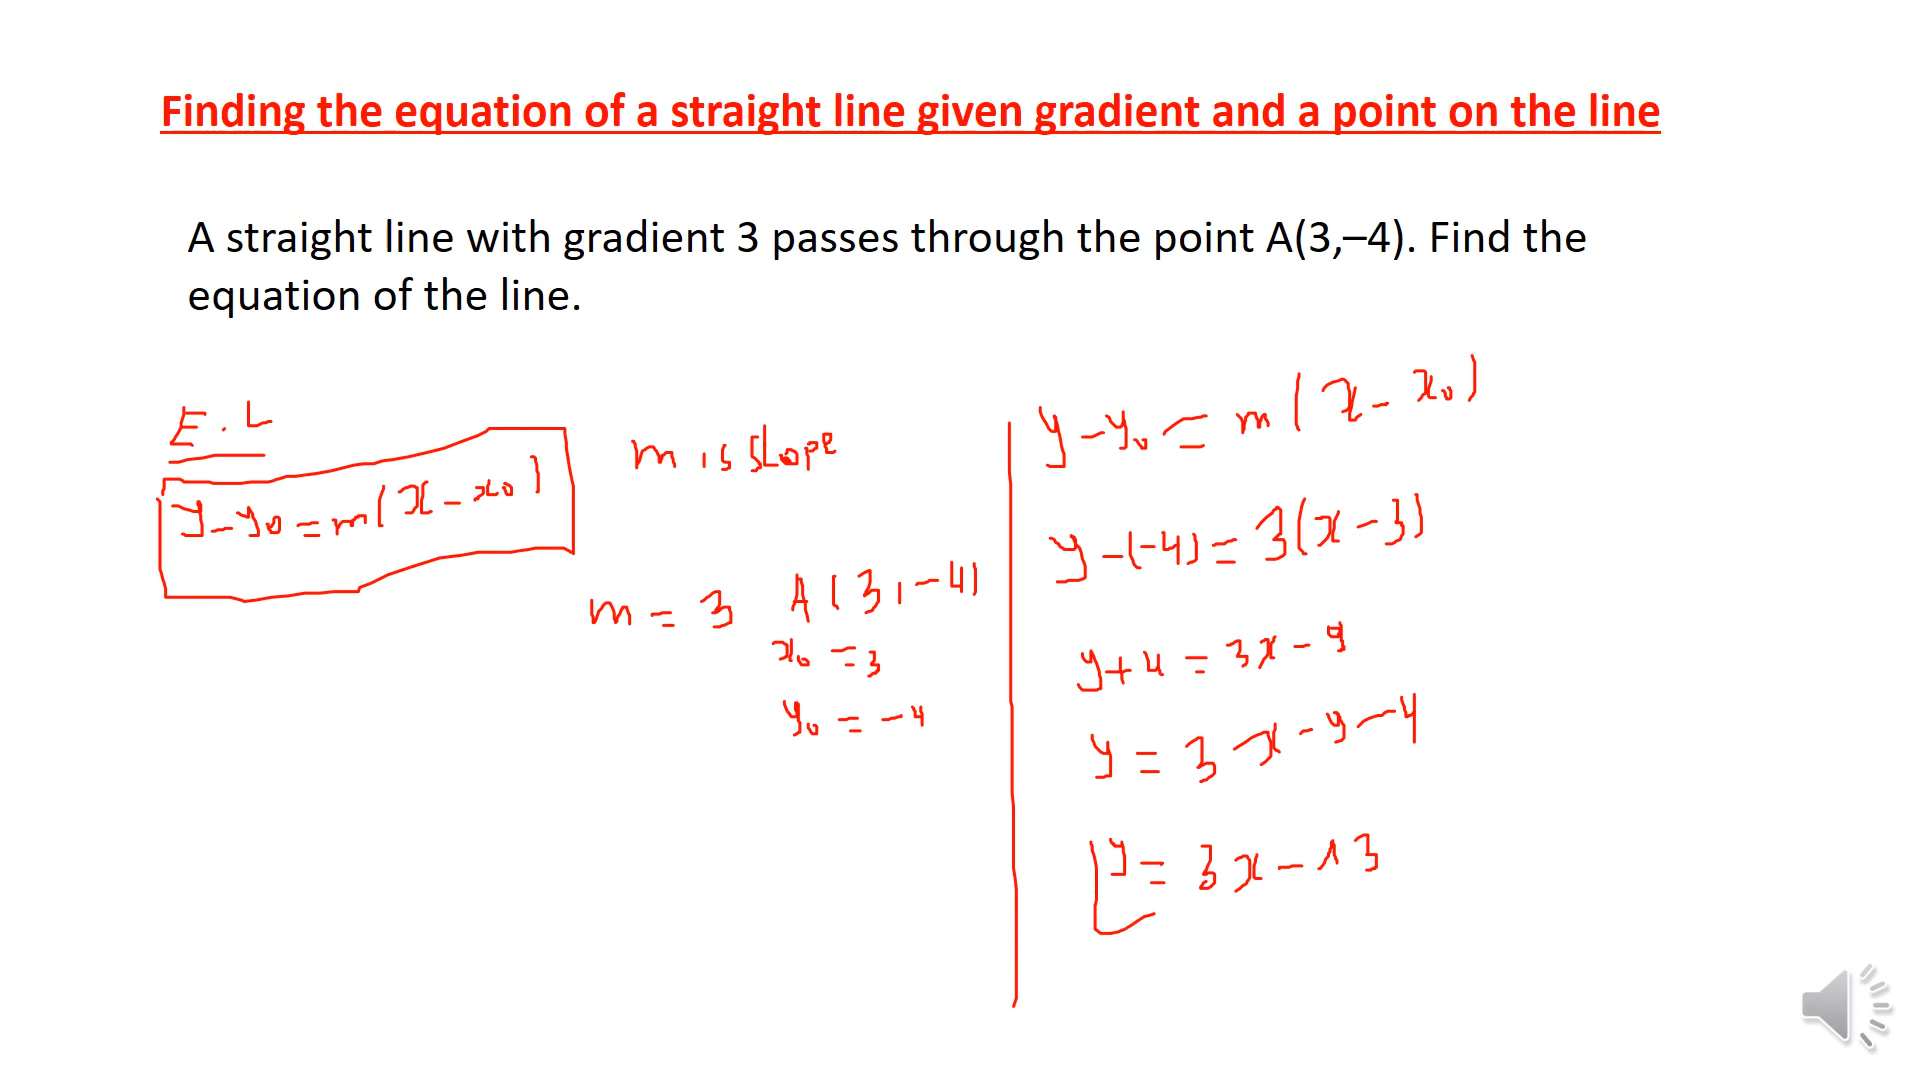 Finding the equation of a straight line given gradient and a point on the line
A straight line with gradient 3 passes through the point A(3,–4). Find the
equation of the line.
E.L
y-y₀=m(x-x₀)
m is slope
m = 3 A(3,-4)
x₀ = 3
y₀ = -4
y-y₀ = m(x-x₀)
y-(-4) = 3(x-3)
y+4 = 3x-9
y = 3x-9-4
y = 3x-13